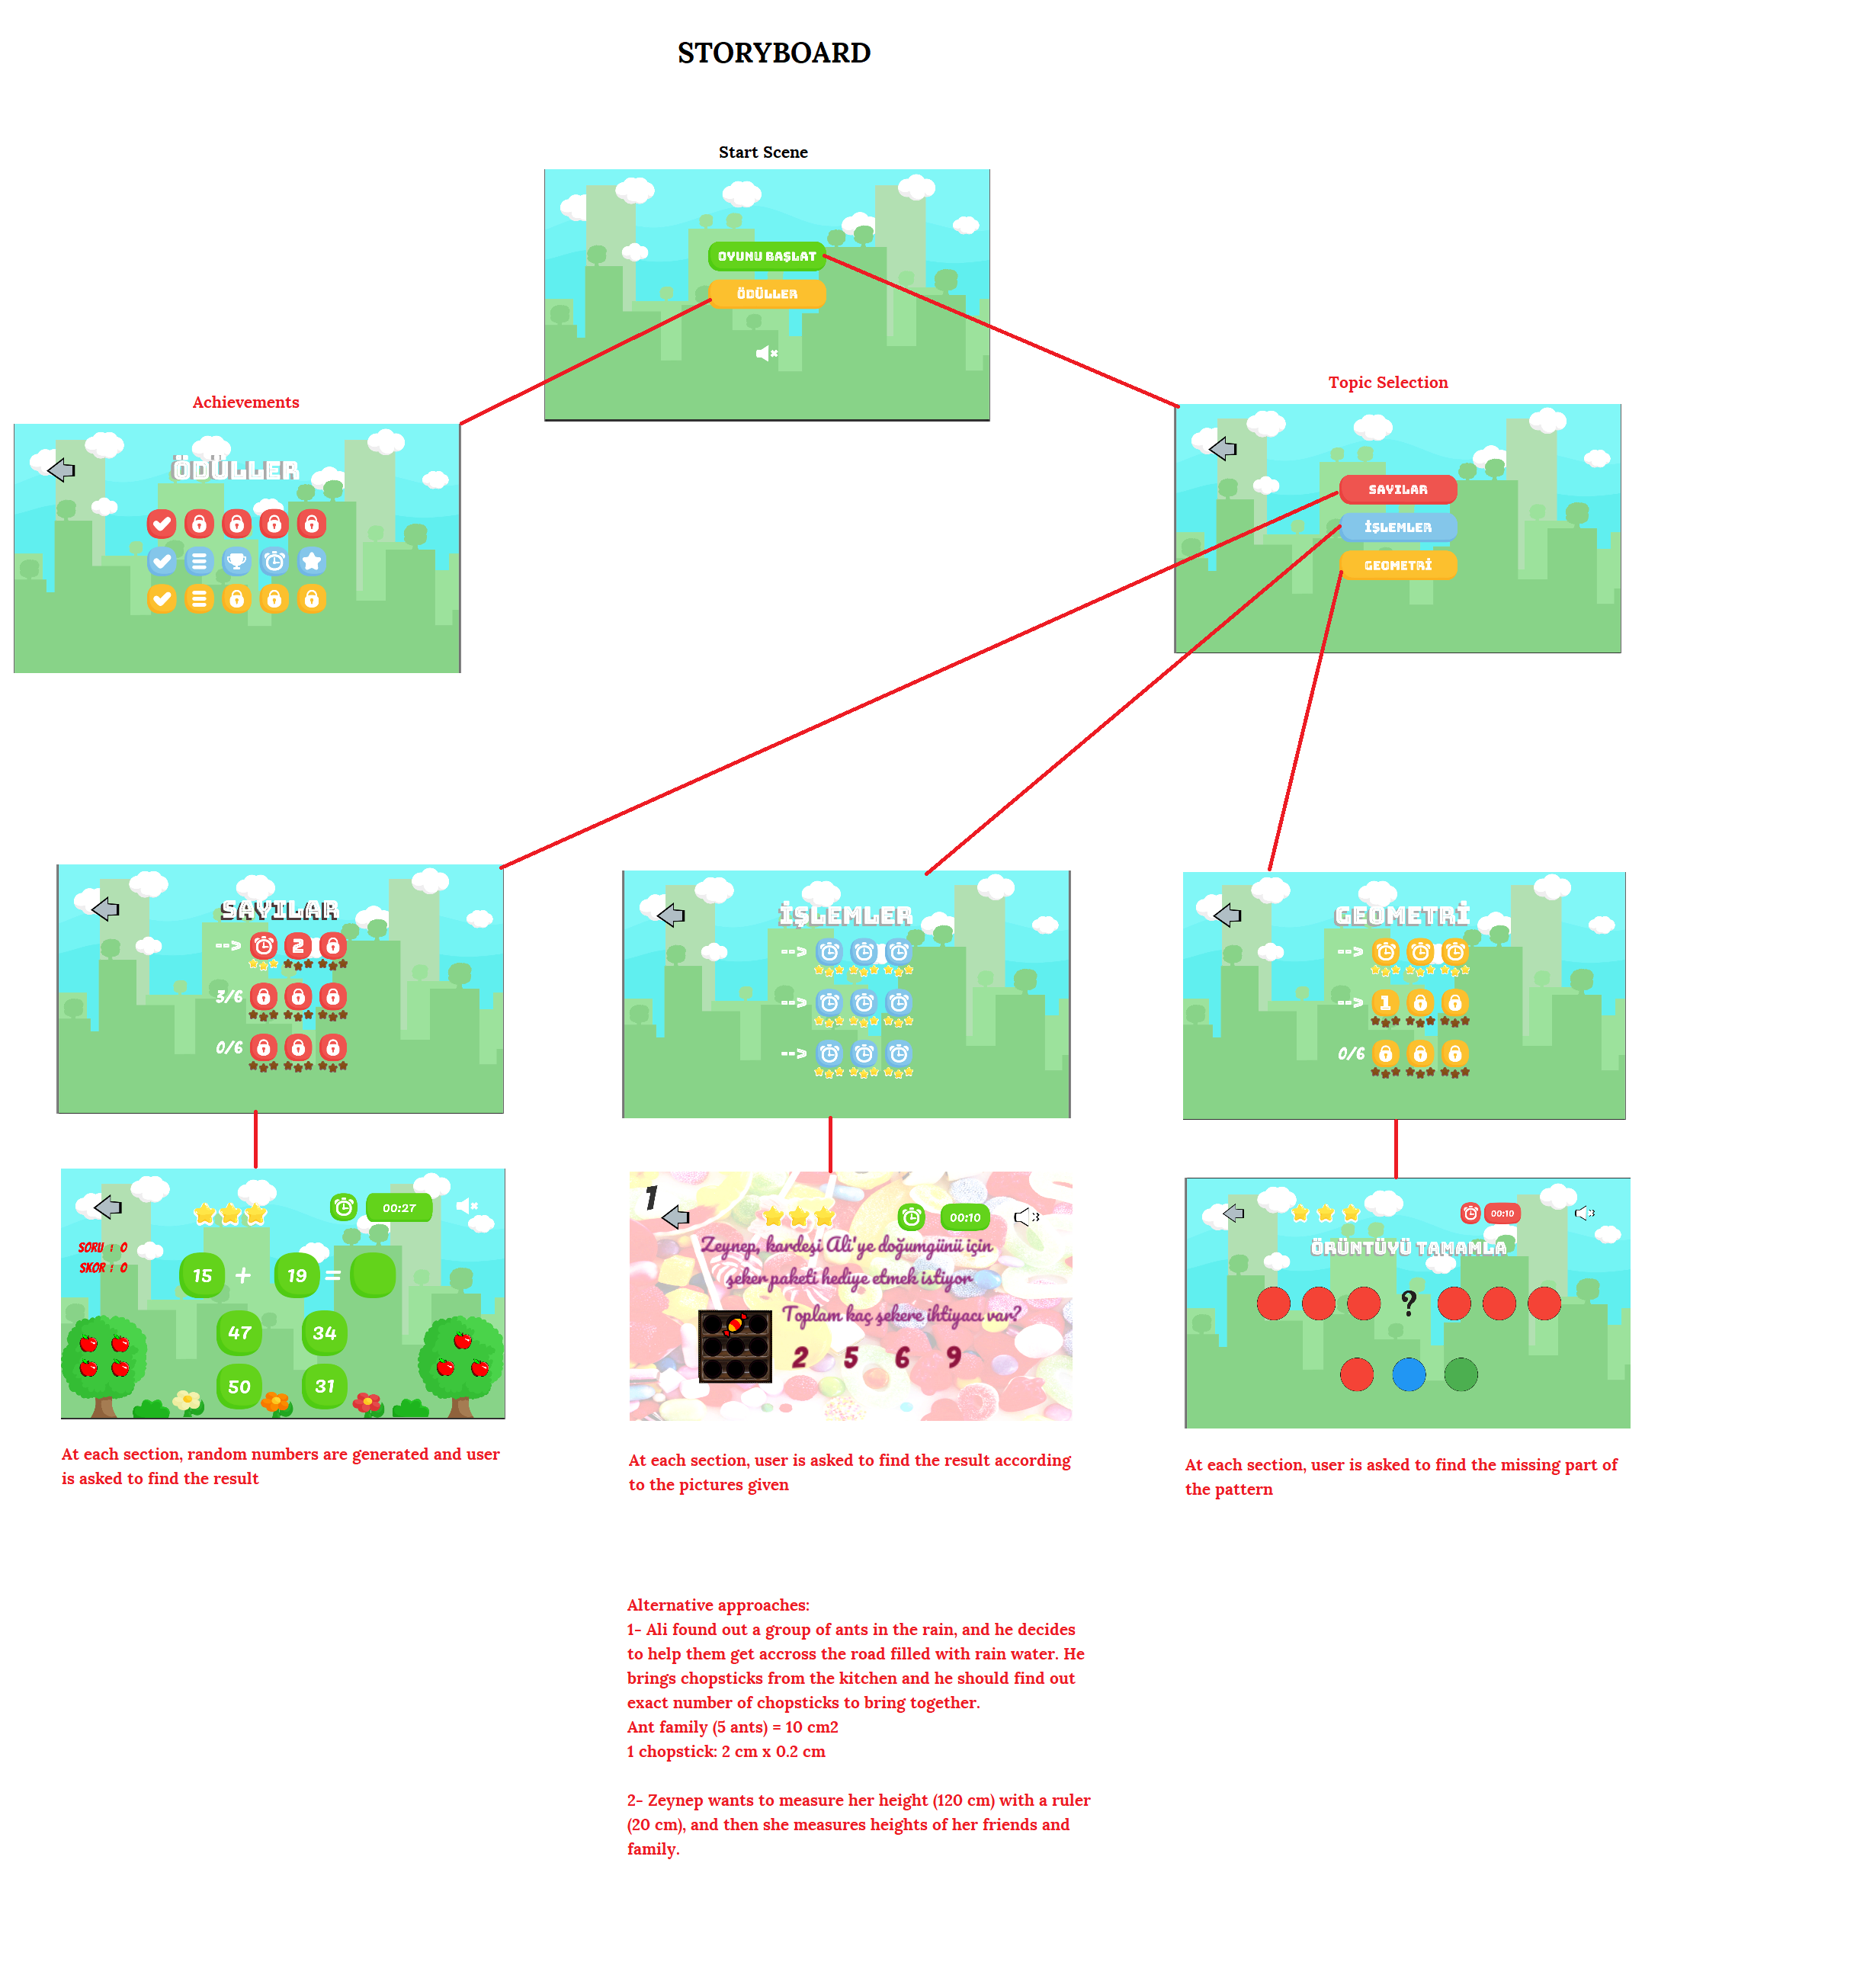 STORYBOARD
Start Scene
OYUNU BAŞLAT
ÖDÜLLER
Achievements
ÖDÜLLER
Topic Selection
SAYILAR
İŞLEMLER
GEOMETRİ
SAYILAR
--> 2
3/6
0/6
İŞLEMLER
-->
-->
-->
GEOMETRİ
-->
--> 1
0/6
00:27
SORU : 0
SKOR : 0
15 + 19 =
47 34
50 31
At each section, random numbers are generated and user
is asked to find the result
1
00:10
Zeynep, kardeşi Ali'ye doğumgünü için
şeker paketi hediye etmek istiyor
Toplam kaç şekere ihtiyacı var?
2 5 6 9
At each section, user is asked to find the result according
to the pictures given
00:10
ÖRÜNTÜYÜ TAMAMLA
?
At each section, user is asked to find the missing part of
the pattern
Alternative approaches:
1- Ali found out a group of ants in the rain, and he decides
to help them get accross the road filled with rain water. He
brings chopsticks from the kitchen and he should find out
exact number of chopsticks to bring together.
Ant family (5 ants) = 10 cm2
1 chopstick: 2 cm x 0.2 cm
2- Zeynep wants to measure her height (120 cm) with a ruler
(20 cm), and then she measures heights of her friends and
family.